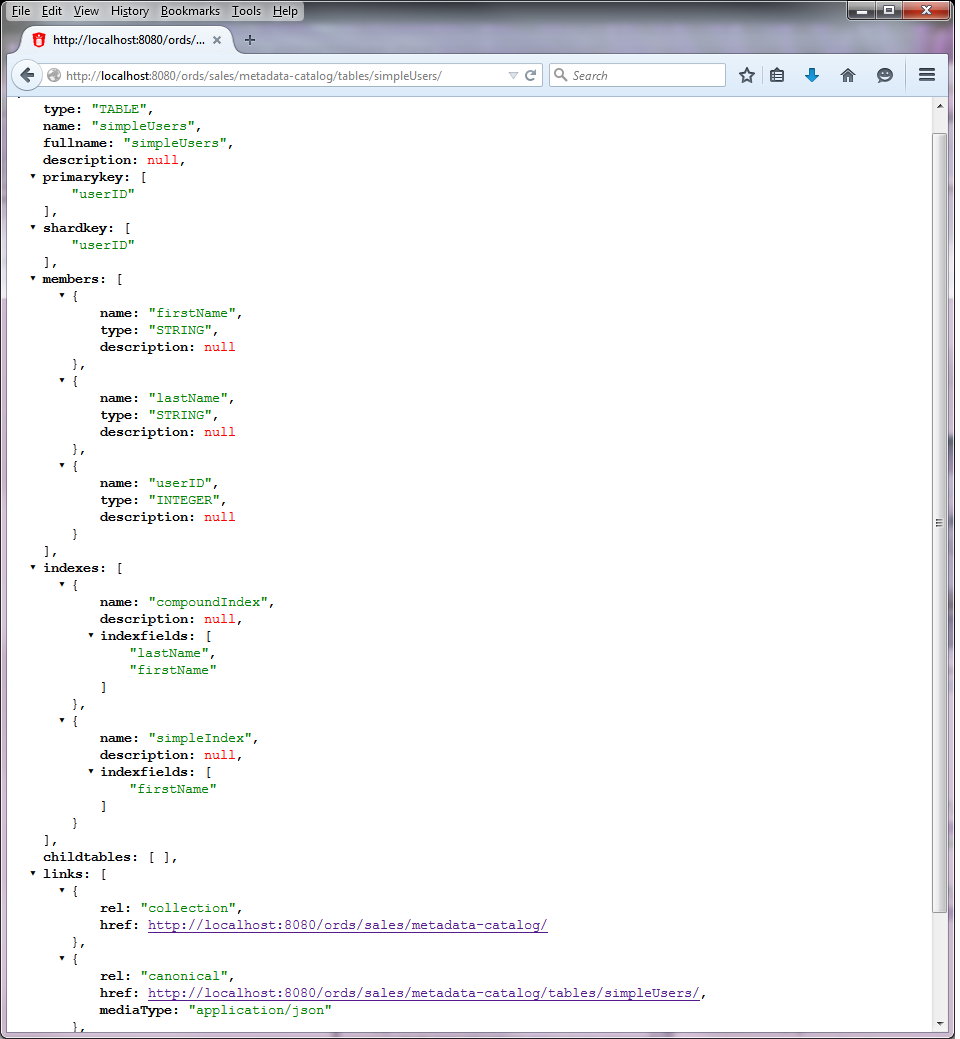 File Edit View History Bookmarks Tools Help
http://localhost:8080/ords/...
http://localhost:8080/ords/sales/metadata-catalog/tables/simpleUsers/ Search
type: "TABLE",
name: "simpleUsers",
fullname: "simpleUsers",
description: null,
primarykey: [
"userID"
],
shardkey: [
"userID"
],
members: [
{
name: "firstName",
type: "STRING",
description: null
},
{
name: "lastName",
type: "STRING",
description: null
},
{
name: "userID",
type: "INTEGER",
description: null
}
],
indexes: [
{
name: "compoundIndex",
description: null,
indexfields: [
"lastName",
"firstName"
]
},
{
name: "simpleIndex",
description: null,
indexfields: [
"firstName"
]
}
],
childtables: [ ],
links: [
{
rel: "collection",
href: http://localhost:8080/ords/sales/metadata-catalog/
},
{
rel: "canonical",
href: http://localhost:8080/ords/sales/metadata-catalog/tables/simpleUsers/,
mediaType: "application/json"
},